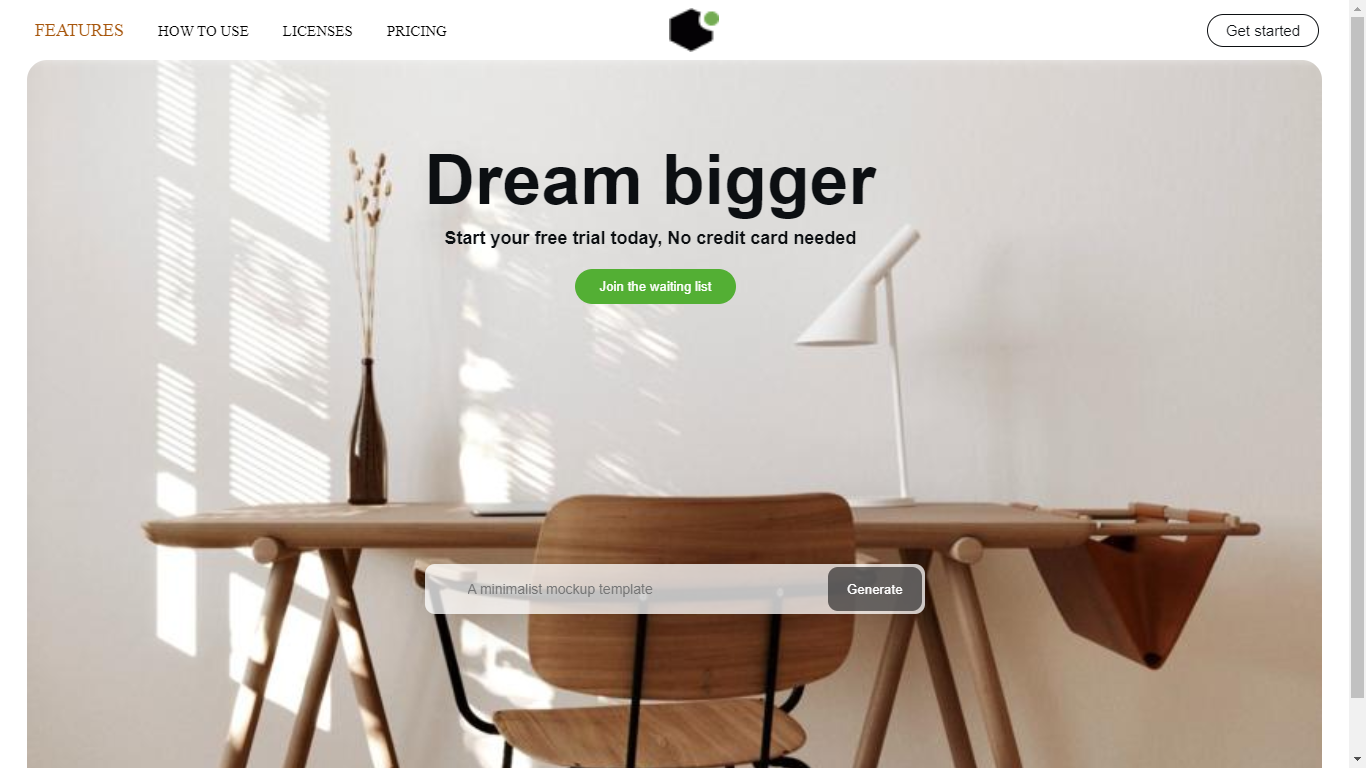 FEATURES HOW TO USE LICENSES PRICING Get started
Dream bigger
Start your free trial today, No credit card needed
Join the waiting list
A minimalist mockup template Generate